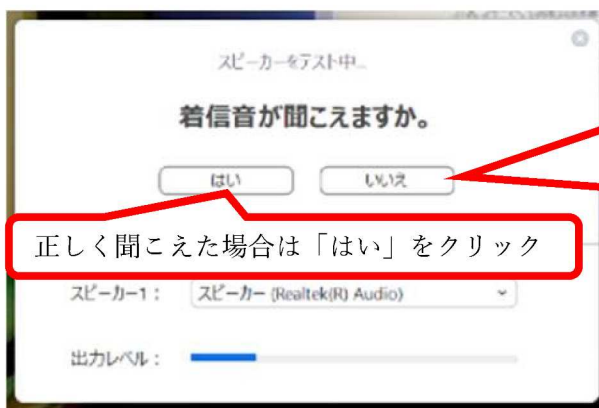 スピーカーをテスト中...
着信音が聞こえますか。
はい
いいえ
正しく聞こえた場合は「はい」をクリック
スピーカー1：
スピーカー (Realtek(R) Audio)
出力レベル：